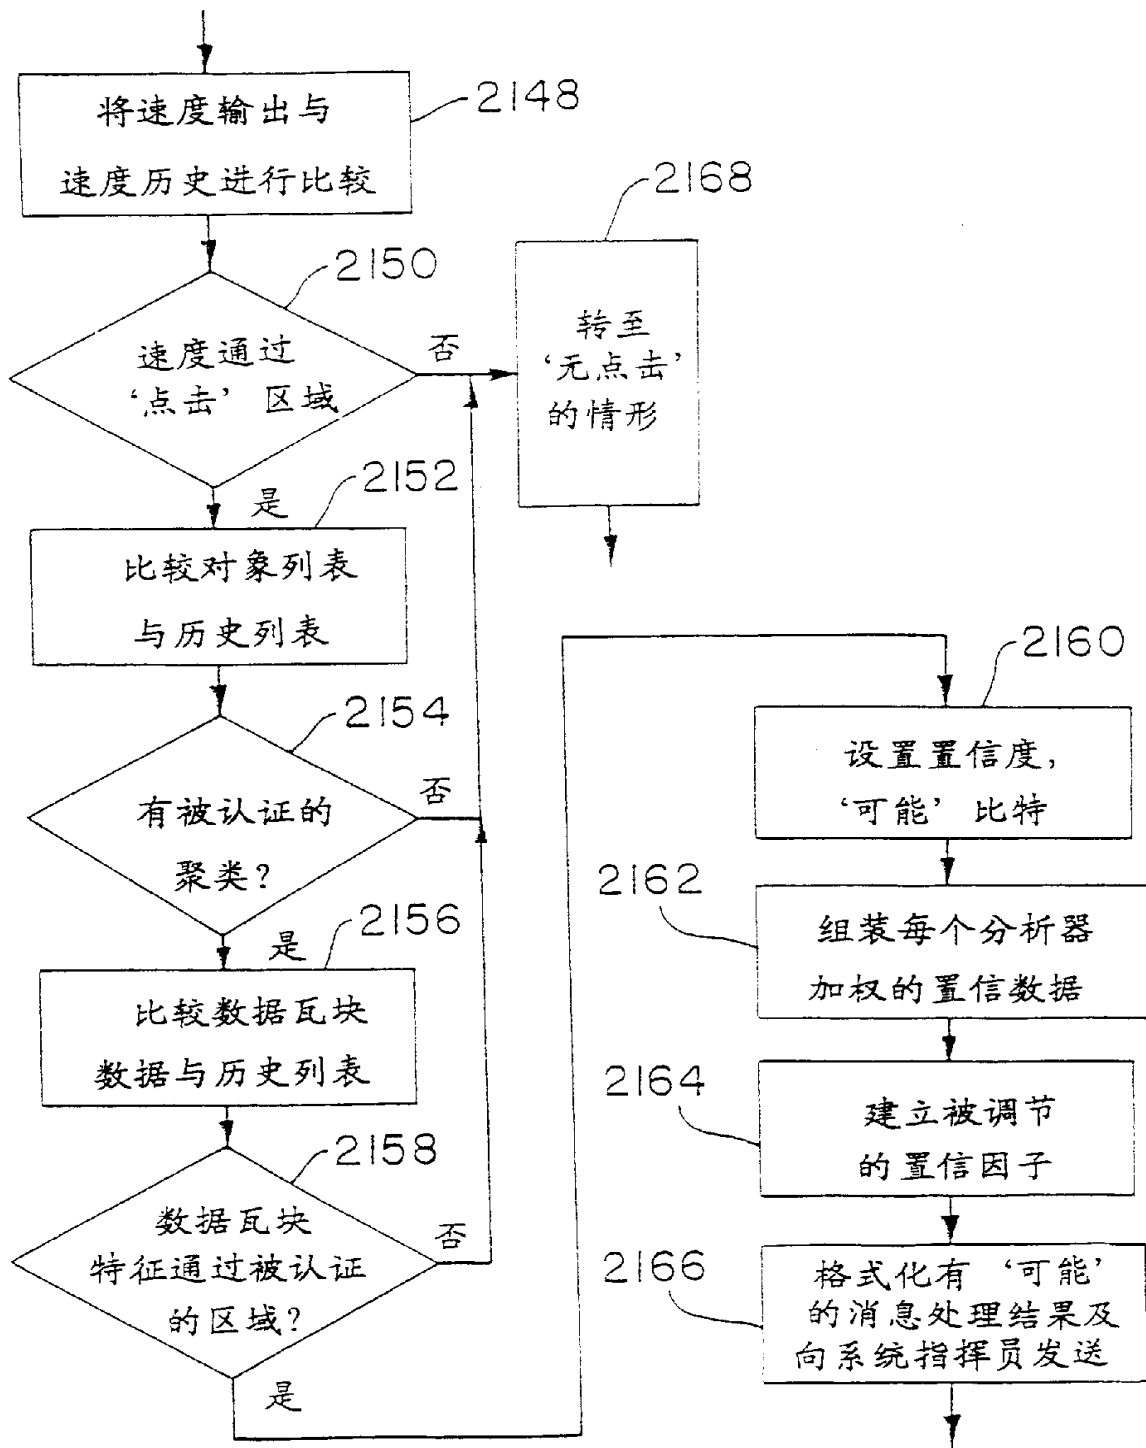 将速度输出与
速度历史进行比较
2148
2168
2150
速度通过
‘点击’ 区域
否
转至
‘无点击’
的情形
是
2152
比较对象列表
与历史列表
2154
有被认证的
聚类?
否
2160
设置置信度,
‘可能’ 比特
是
2156
比较数据瓦块
数据与历史列表
2162
组装每个分析器
加权的置信数据
2158
数据瓦块
特征通过被认证
的区域?
否
是
2164
建立被调节
的置信因子
2166
格式化有 ‘可能’
的消息处理结果及
向系统指挥员发送